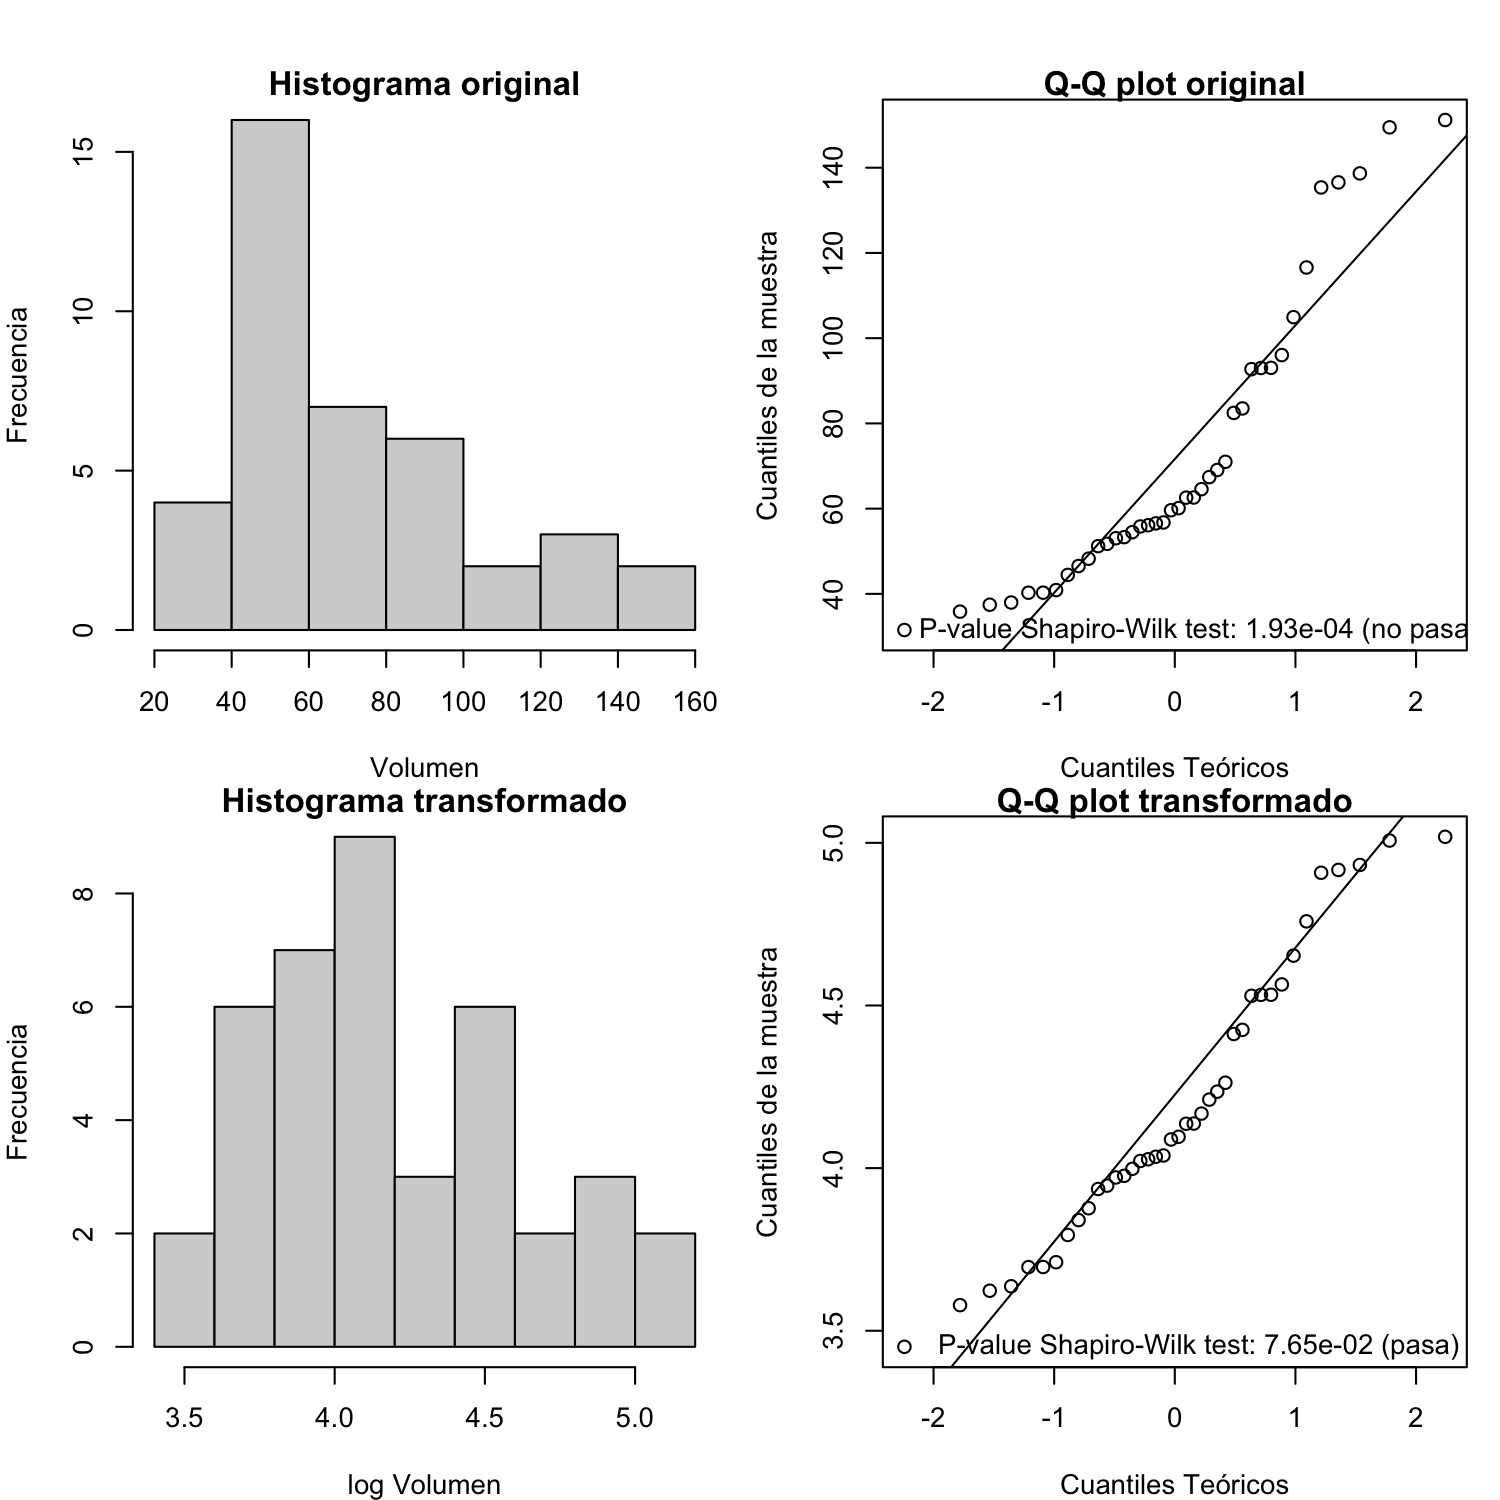 Histograma original
Frecuencia
15
10
5
0
20 40 60 80 100 120 140 160
Volumen
Q-Q plot original
Cuantiles de la muestra
140
120
100
80
60
40
P-value Shapiro-Wilk test: 1.93e-04 (no pasa
-2 -1 0 1 2
Cuantiles Teóricos
Histograma transformado
Frecuencia
8
6
4
2
0
3.5 4.0 4.5 5.0
log Volumen
Q-Q plot transformado
Cuantiles de la muestra
5.0
4.5
4.0
3.5
P-value Shapiro-Wilk test: 7.65e-02 (pasa)
-2 -1 0 1 2
Cuantiles Teóricos